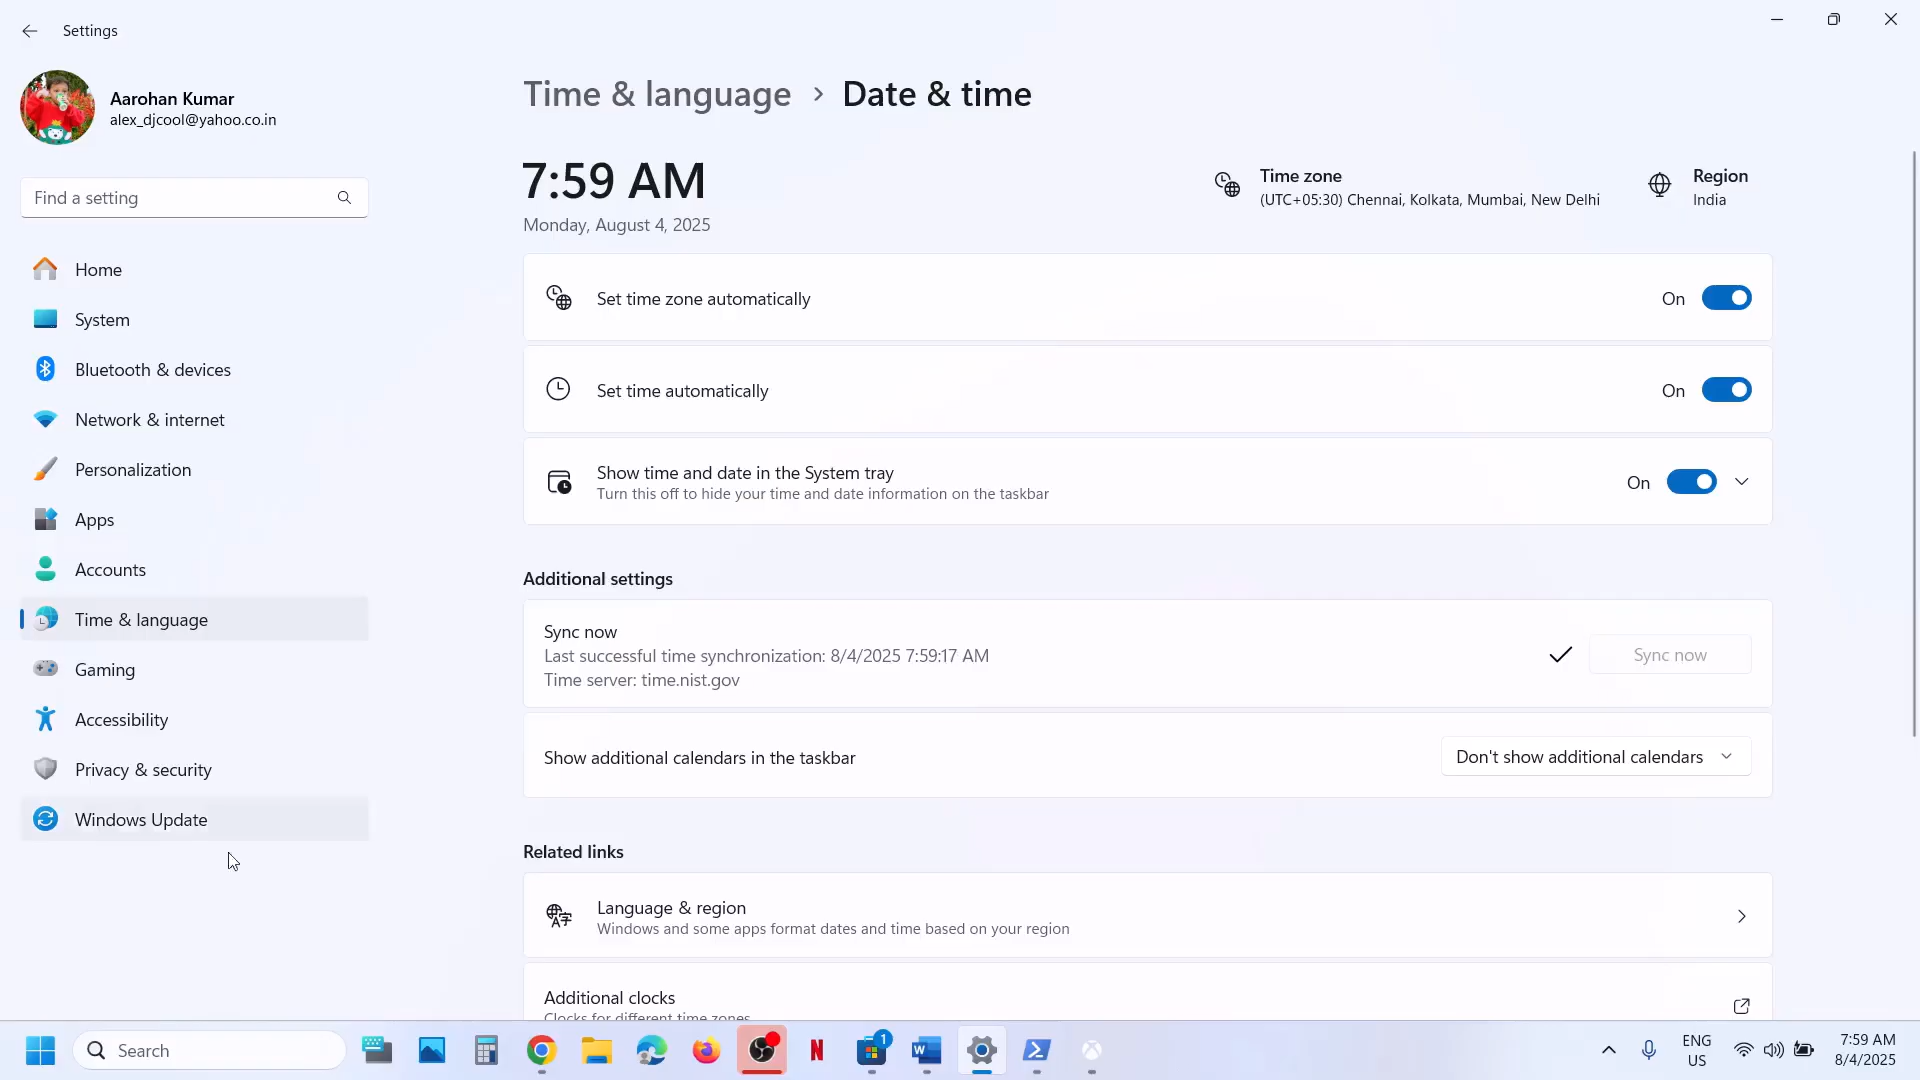 Settings
Aarohan Kumar
alex_djcool@yahoo.co.in
Find a setting
Home
System
Bluetooth & devices
Network & internet
Personalization
Apps
Accounts
Time & language
Gaming
Accessibility
Privacy & security
Windows Update
Time & language > Date & time
7:59 AM
Monday, August 4, 2025
Time zone
(UTC+05:30) Chennai, Kolkata, Mumbai, New Delhi
Region
India
Set time zone automatically On
Set time automatically On
Show time and date in the System tray On
Turn this off to hide your time and date information on the taskbar
Additional settings
Sync now
Last successful time synchronization: 8/4/2025 7:59:17 AM
Time server: time.nist.gov
Sync now
Show additional calendars in the taskbar Don't show additional calendars
Related links
Language & region
Windows and some apps format dates and time based on your region
Additional clocks
Clocks for different time zones
Search
1
ENG
US
7:59 AM
8/4/2025